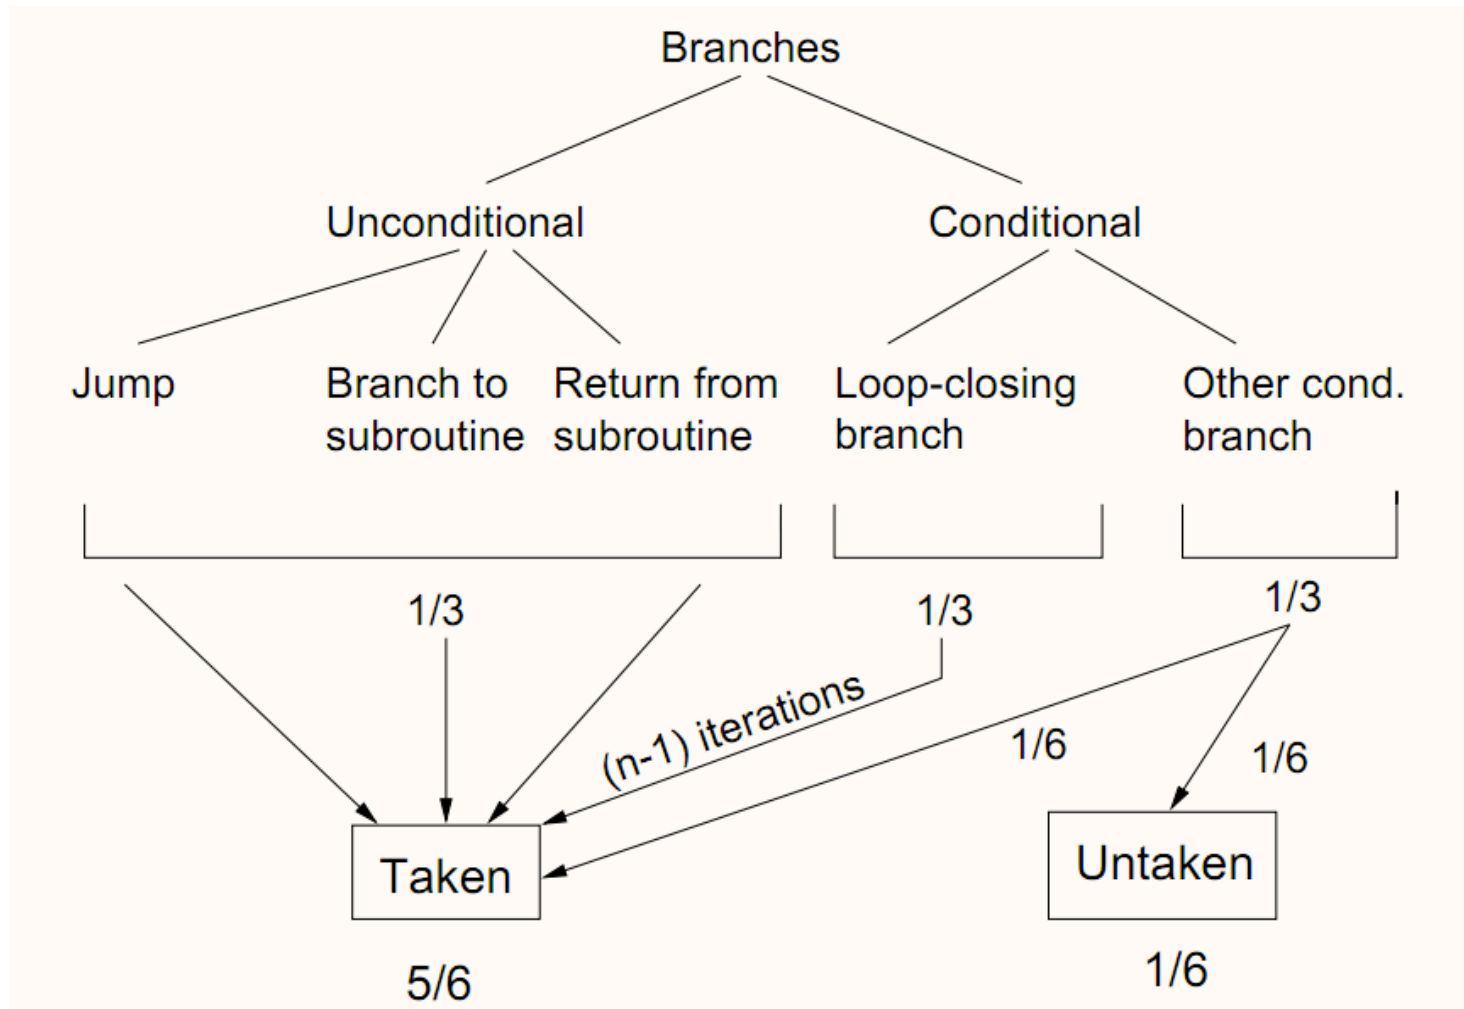 Branches
Unconditional
Conditional
Jump
Branch to
subroutine
Return from
subroutine
Loop-closing
branch
Other cond.
branch
1/3
1/3
1/3
(n-1) iterations
1/6
1/6
Taken
Untaken
5/6
1/6